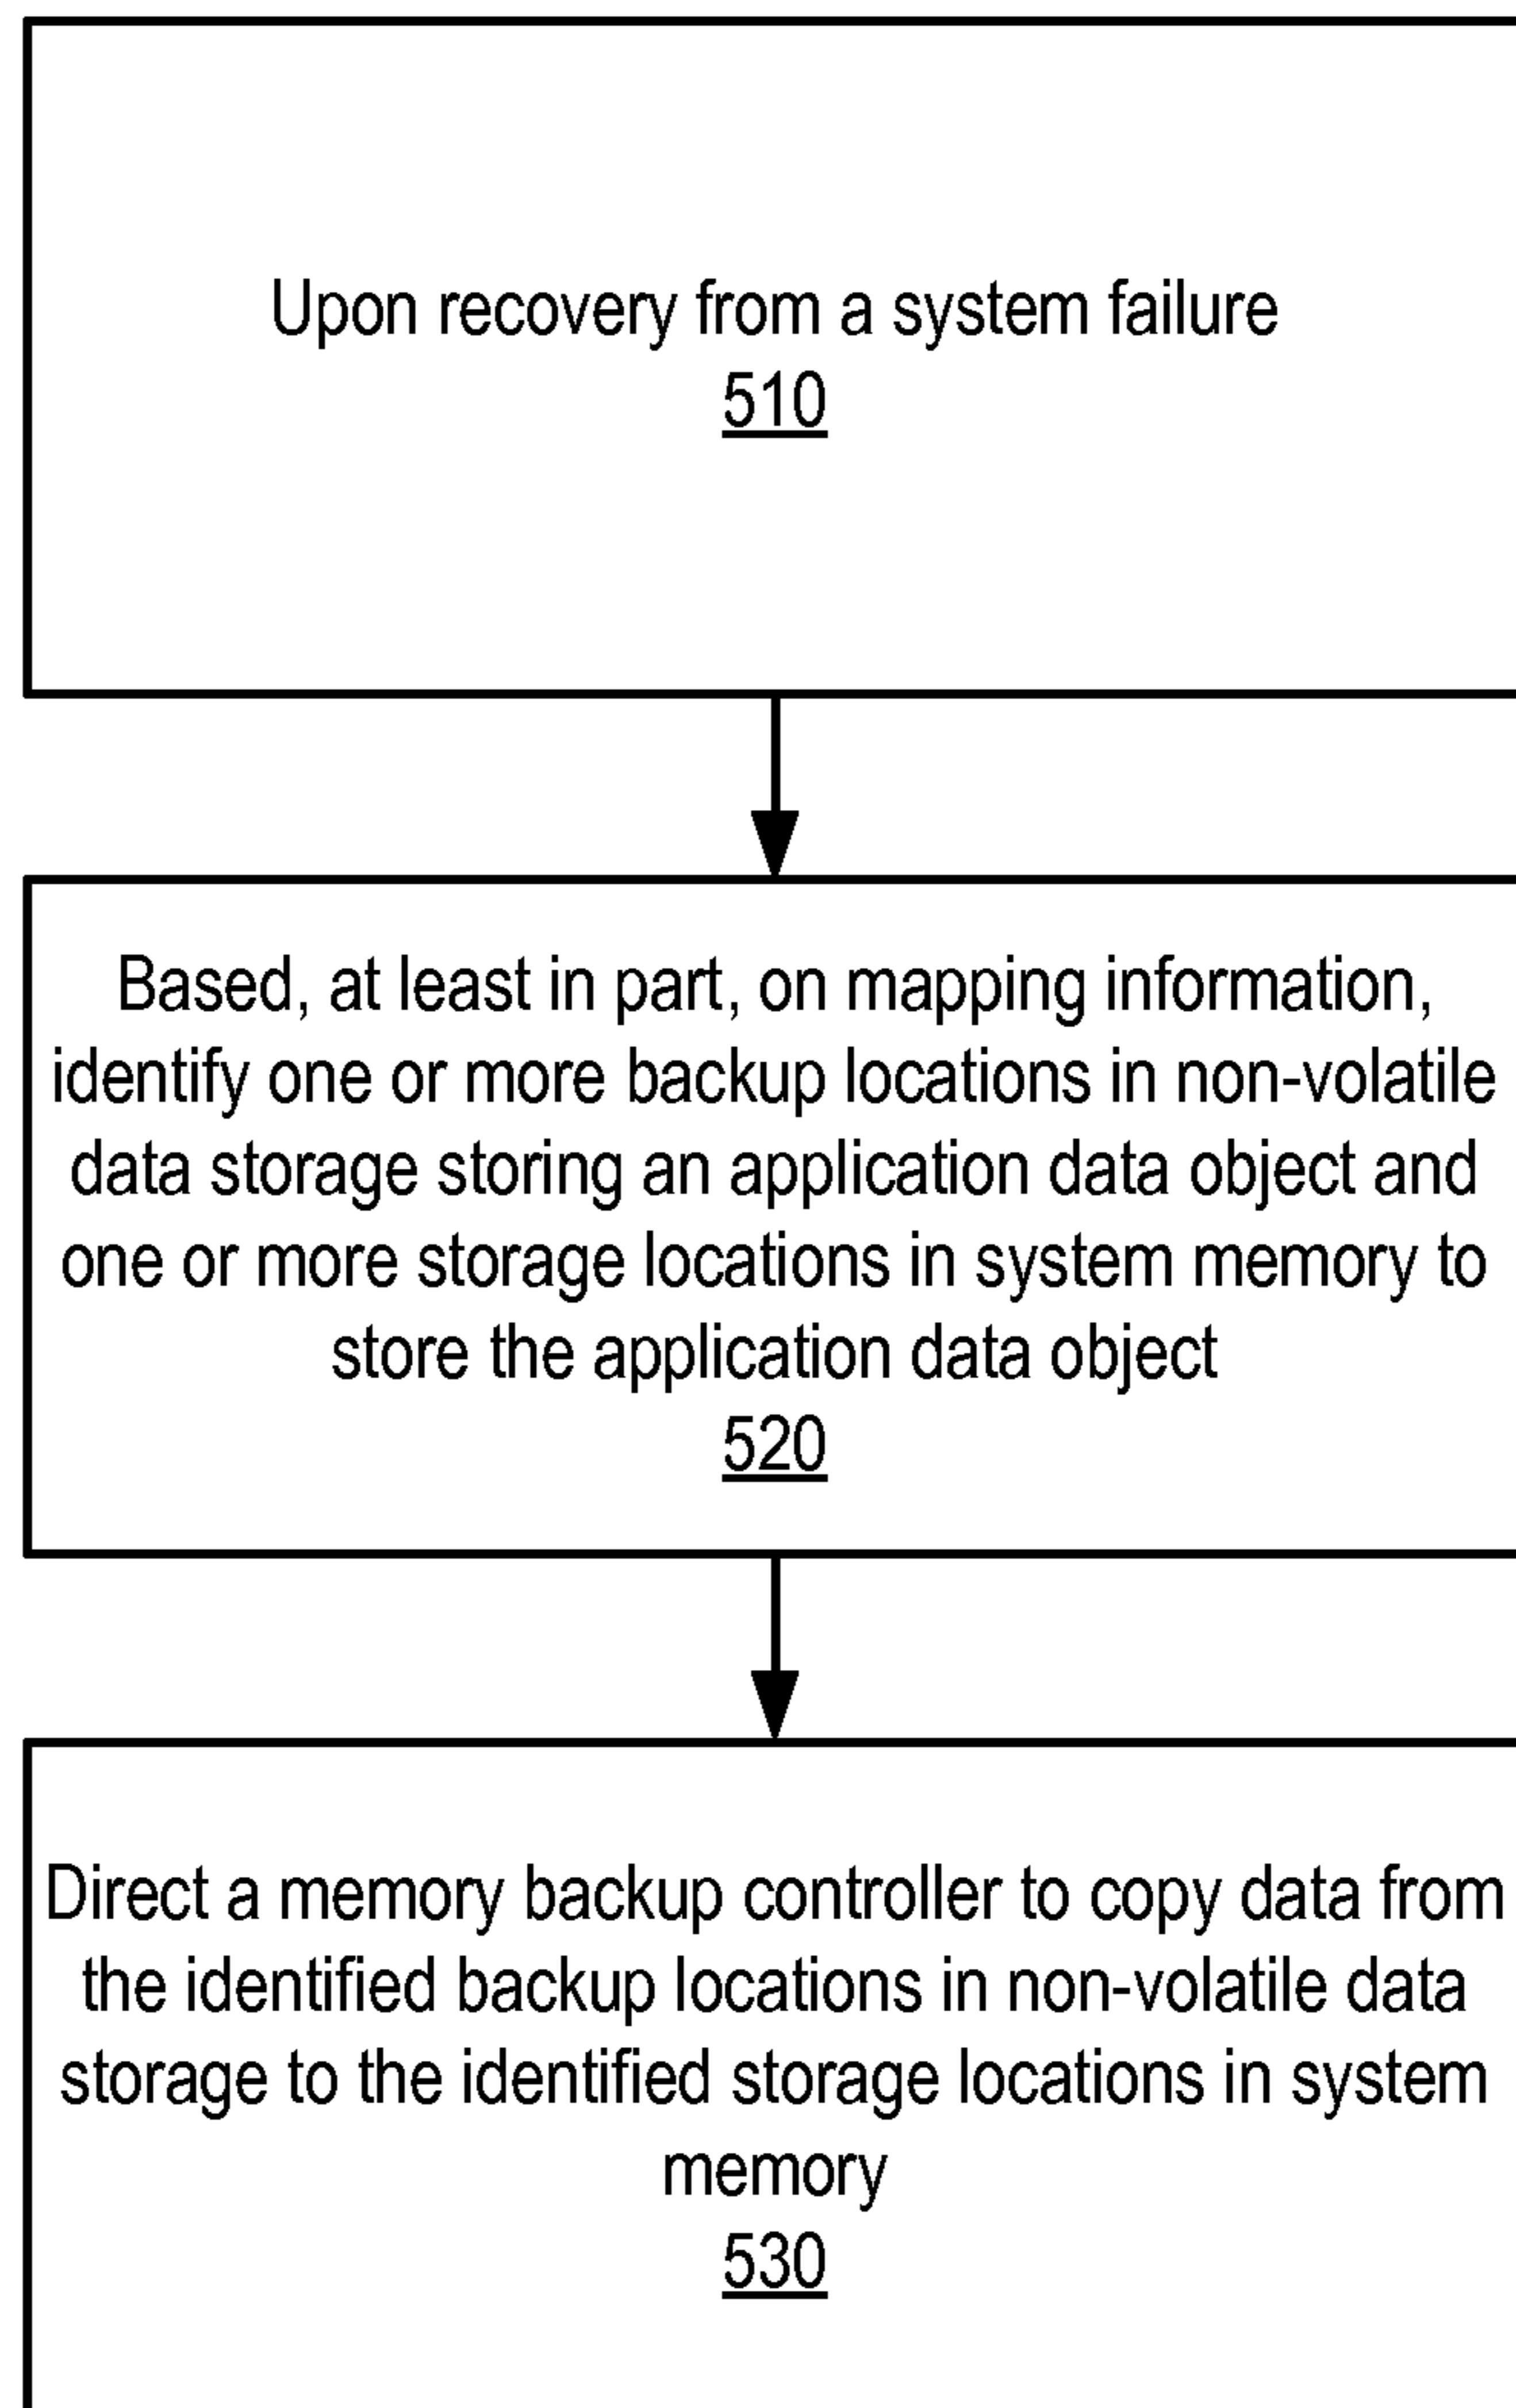 Upon recovery from a system failure
510
Based, at least in part, on mapping information,
identify one or more backup locations in non-volatile
data storage storing an application data object and
one or more storage locations in system memory to
store the application data object
520
Direct a memory backup controller to copy data from
the identified backup locations in non-volatile data
storage to the identified storage locations in system
memory
530